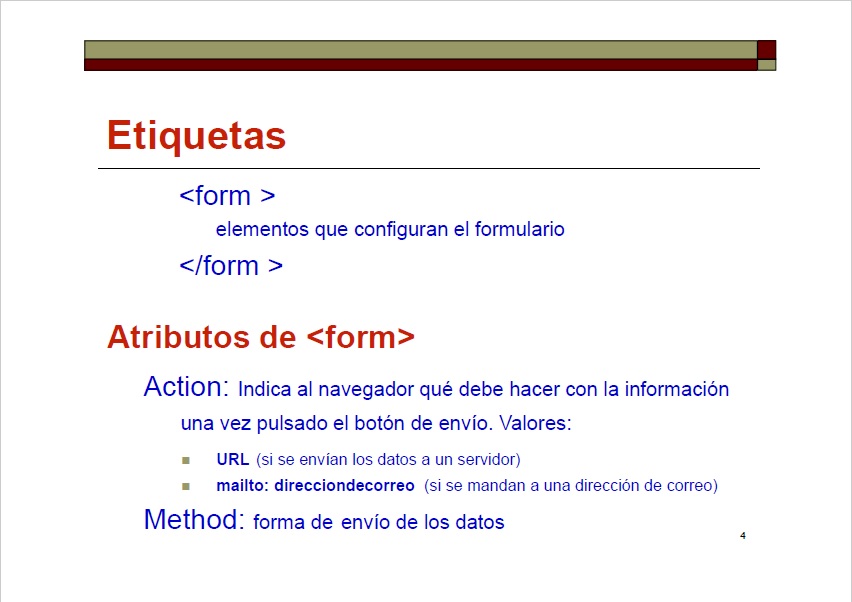 Etiquetas
<form >
elementos que configuran el formulario
</form >
Atributos de <form>
Action: Indica al navegador qué debe hacer con la información
una vez pulsado el botón de envío. Valores:
URL (si se envían los datos a un servidor)
mailto: direcciondecorreo (si se mandan a una dirección de correo)
Method: forma de envío de los datos
4